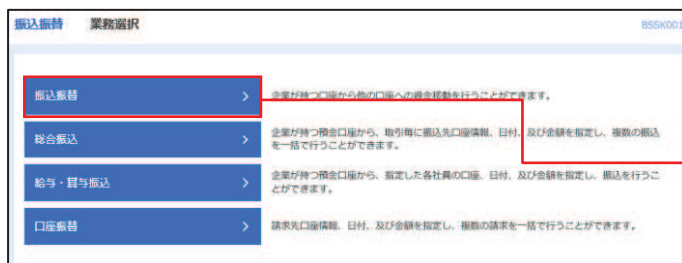 振込振替 業務選択 BSSK001
振込振替 企業が持つ口座から他の口座への資金移動を行うことができます。
総合振込 企業が持つ預金口座から、取引毎に振込先口座情報、日付、及び金額を指定し、複数の振込
を一括で行うことができます。
給与・賞与振込 企業が持つ預金口座から、指定した各社員の口座、日付、及び金額を指定し、振込を行うこ
とができます。
口座振替 請求先口座情報、日付、及び金額を指定し、複数の請求を一括で行うことができます。